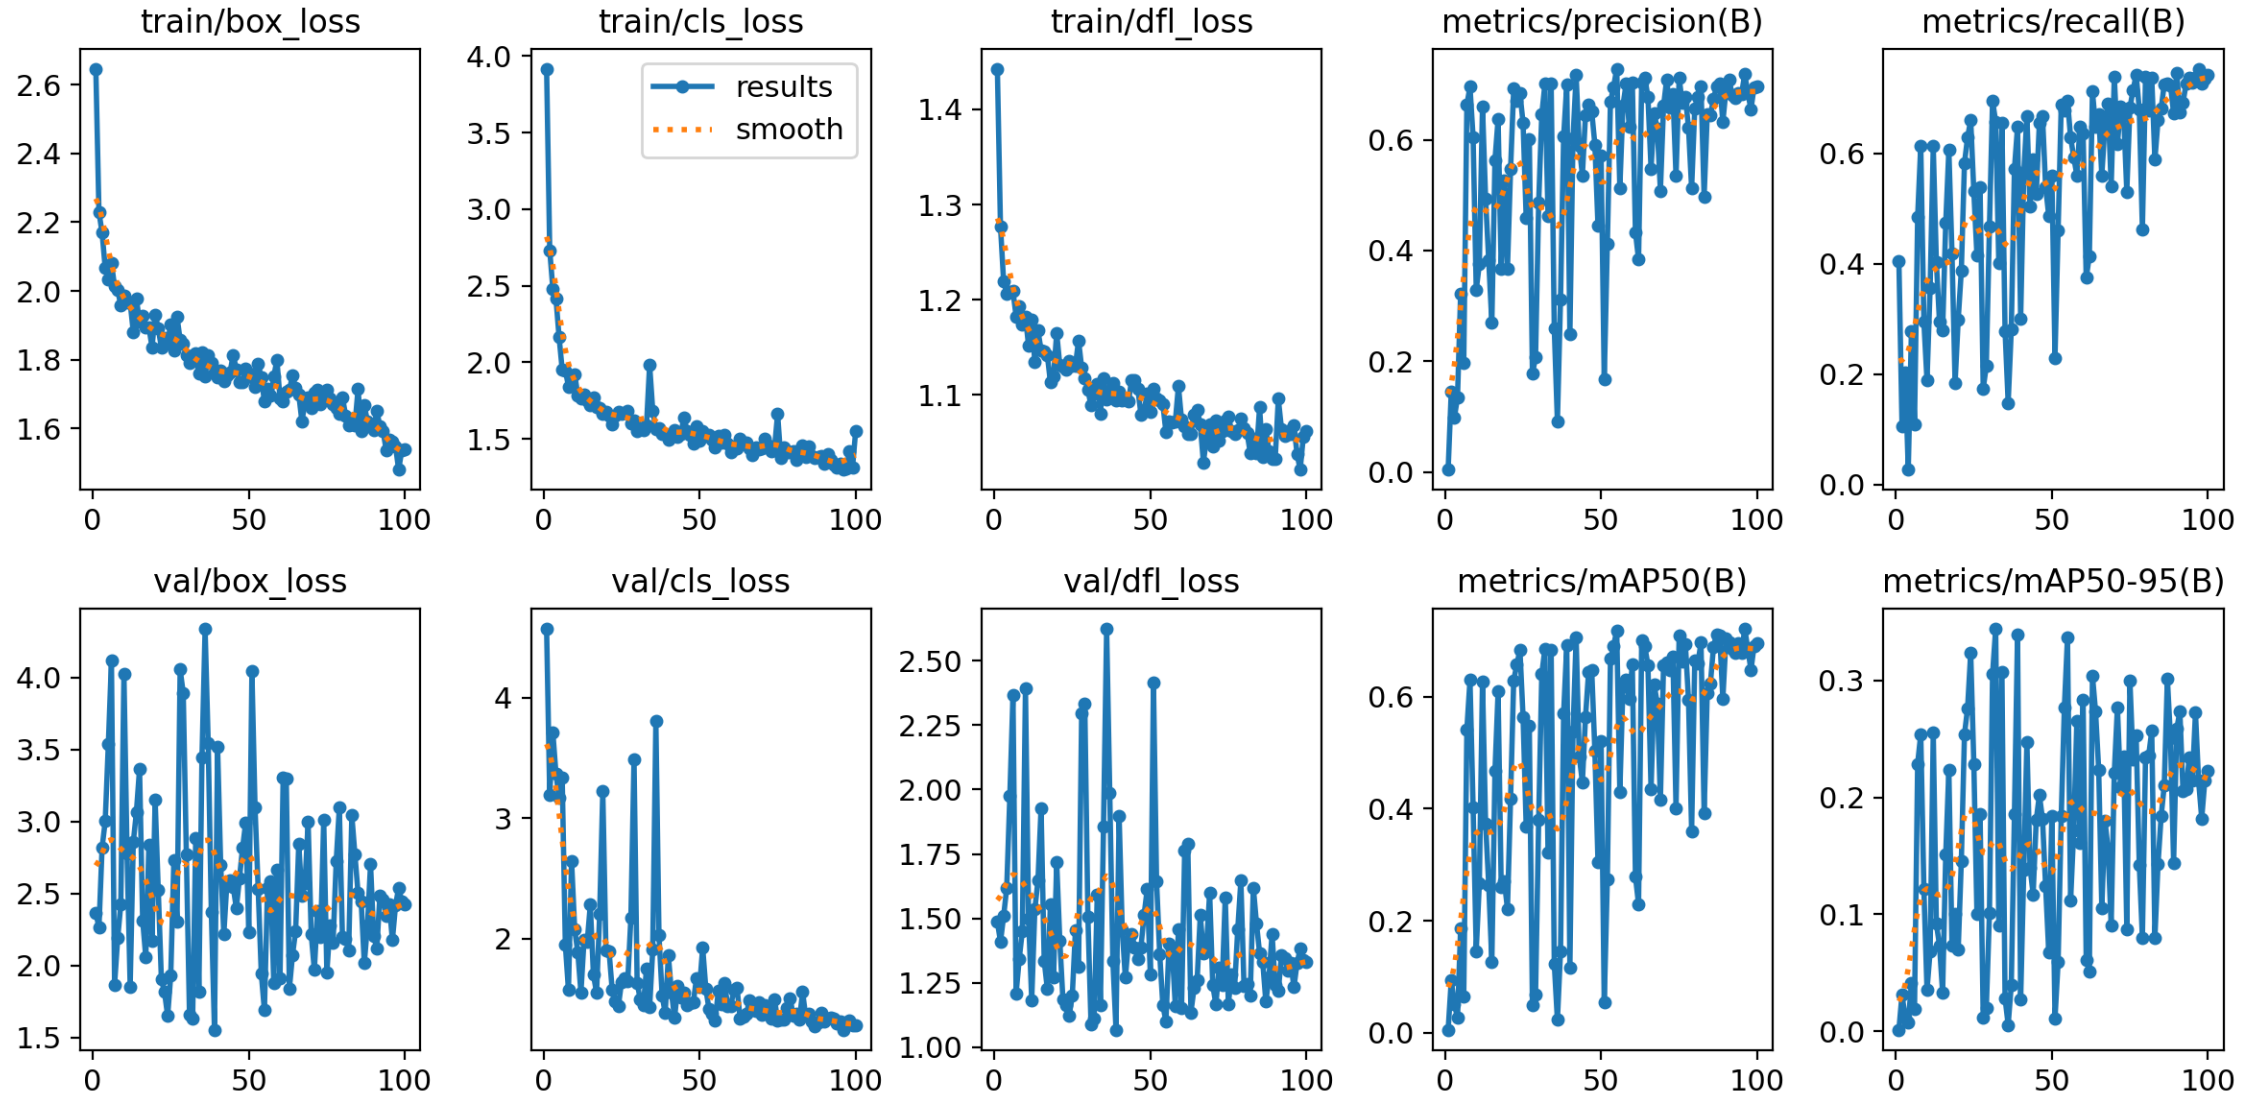 train/box_loss
2.6
2.4
2.2
2.0
1.8
1.6
0 50 100
train/cls_loss
results
smooth
4.0
3.5
3.0
2.5
2.0
1.5
0 50 100
train/dfl_loss
1.4
1.3
1.2
1.1
0 50 100
metrics/precision(B)
0.6
0.4
0.2
0.0
0 50 100
metrics/recall(B)
0.6
0.4
0.2
0.0
0 50 100
val/box_loss
4.0
3.5
3.0
2.5
2.0
1.5
0 50 100
val/cls_loss
4
3
2
0 50 100
val/dfl_loss
2.50
2.25
2.00
1.75
1.50
1.25
1.00
0 50 100
metrics/mAP50(B)
0.6
0.4
0.2
0.0
0 50 100
metrics/mAP50-95(B)
0.3
0.2
0.1
0.0
0 50 100